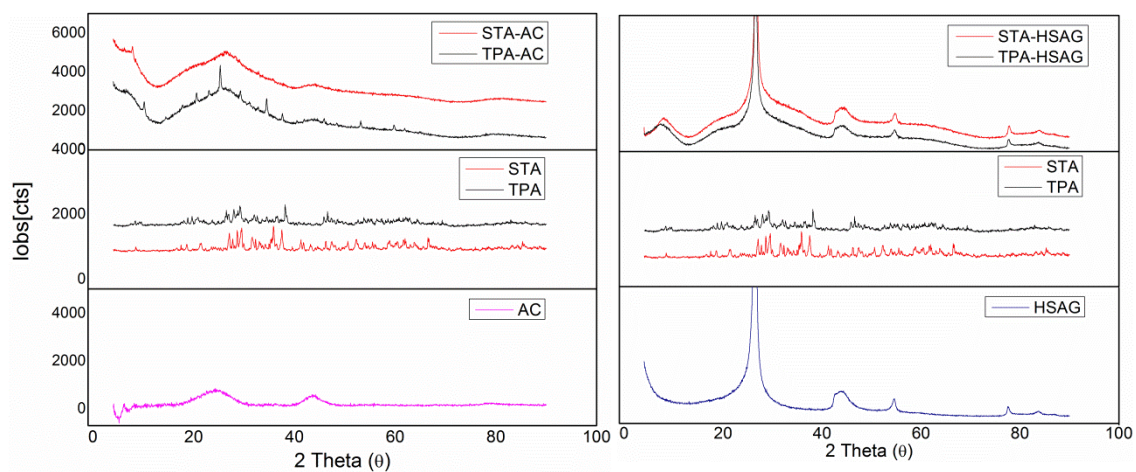 6000
4000
2000
4000
2000
0
4000
2000
0
Iobs[cts]
STA-AC
TPA-AC
STA
TPA
AC
0 20 40 60 80 100
2 Theta (θ)
STA-HSAG
TPA-HSAG
STA
TPA
HSAG
0 20 40 60 80 100
2 Theta (θ)